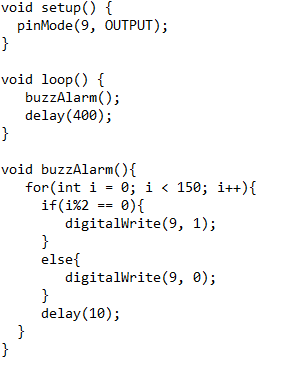 void setup() {
  pinMode(9, OUTPUT);
}

void loop() {
   buzzAlarm();
   delay(400);
}

void buzzAlarm(){
   for(int i = 0; i < 150; i++){
     if(i%2 == 0){
        digitalWrite(9, 1);
     }
     else{
        digitalWrite(9, 0);
     }
     delay(10);
  }
}